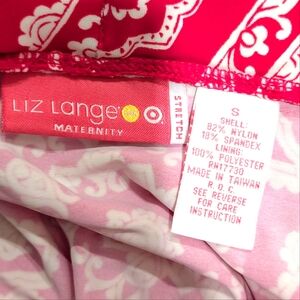 Liz Lange
MATERNITY
STRETCH
S
SHELL:
82% NYLON
18% SPANDEX
LINING:
100% POLYESTER
RN17730
MADE IN TAIWAN
R.O.C.
SEE REVERSE
FOR CARE
INSTRUCTION